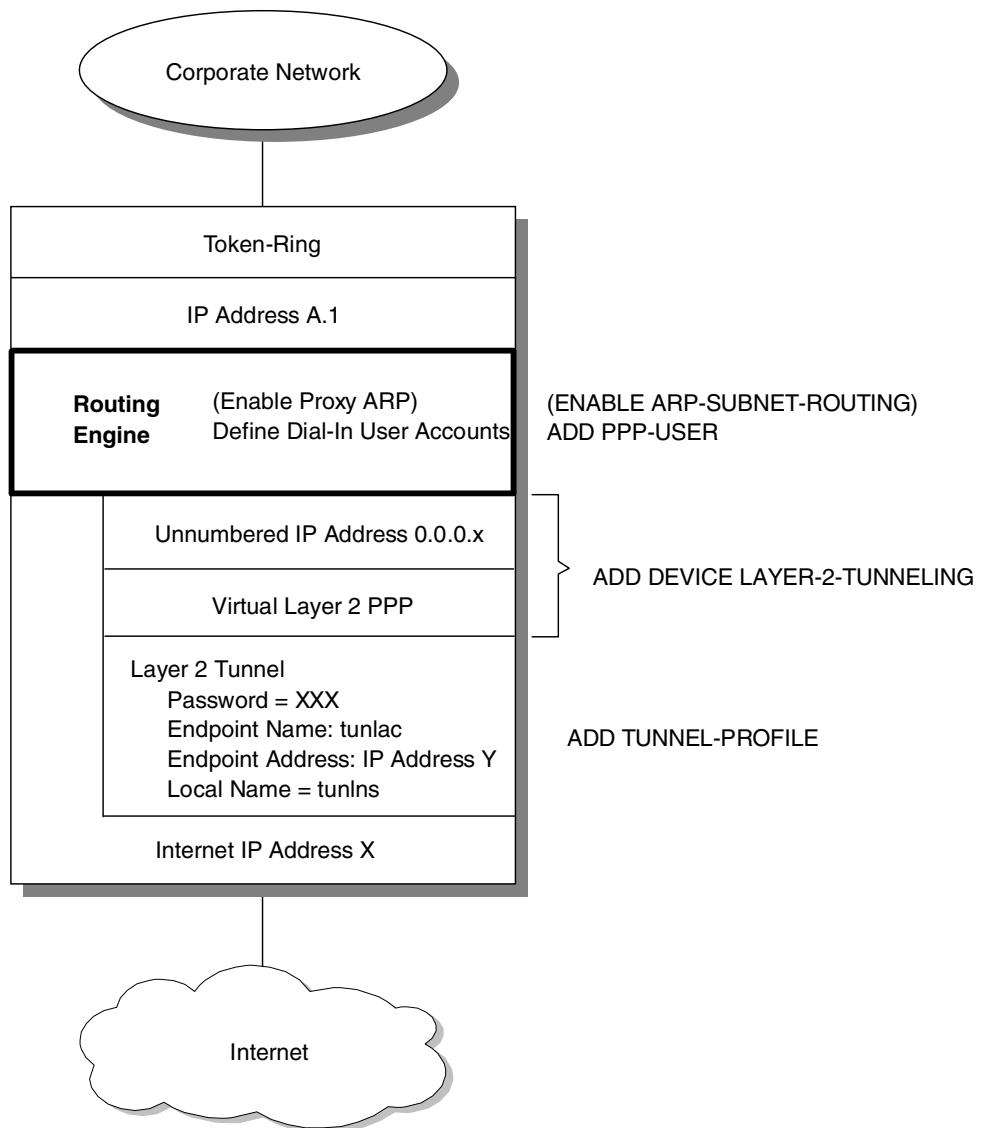 Corporate Network
Token-Ring
IP Address A.1
Routing Engine
(Enable Proxy ARP)
Define Dial-In User Accounts
(ENABLE ARP-SUBNET-ROUTING)
ADD PPP-USER
Unnumbered IP Address 0.0.0.x
Virtual Layer 2 PPP
ADD DEVICE LAYER-2-TUNNELING
Layer 2 Tunnel
Password = XXX
Endpoint Name: tunlac
Endpoint Address: IP Address Y
Local Name = tunlns
ADD TUNNEL-PROFILE
Internet IP Address X
Internet